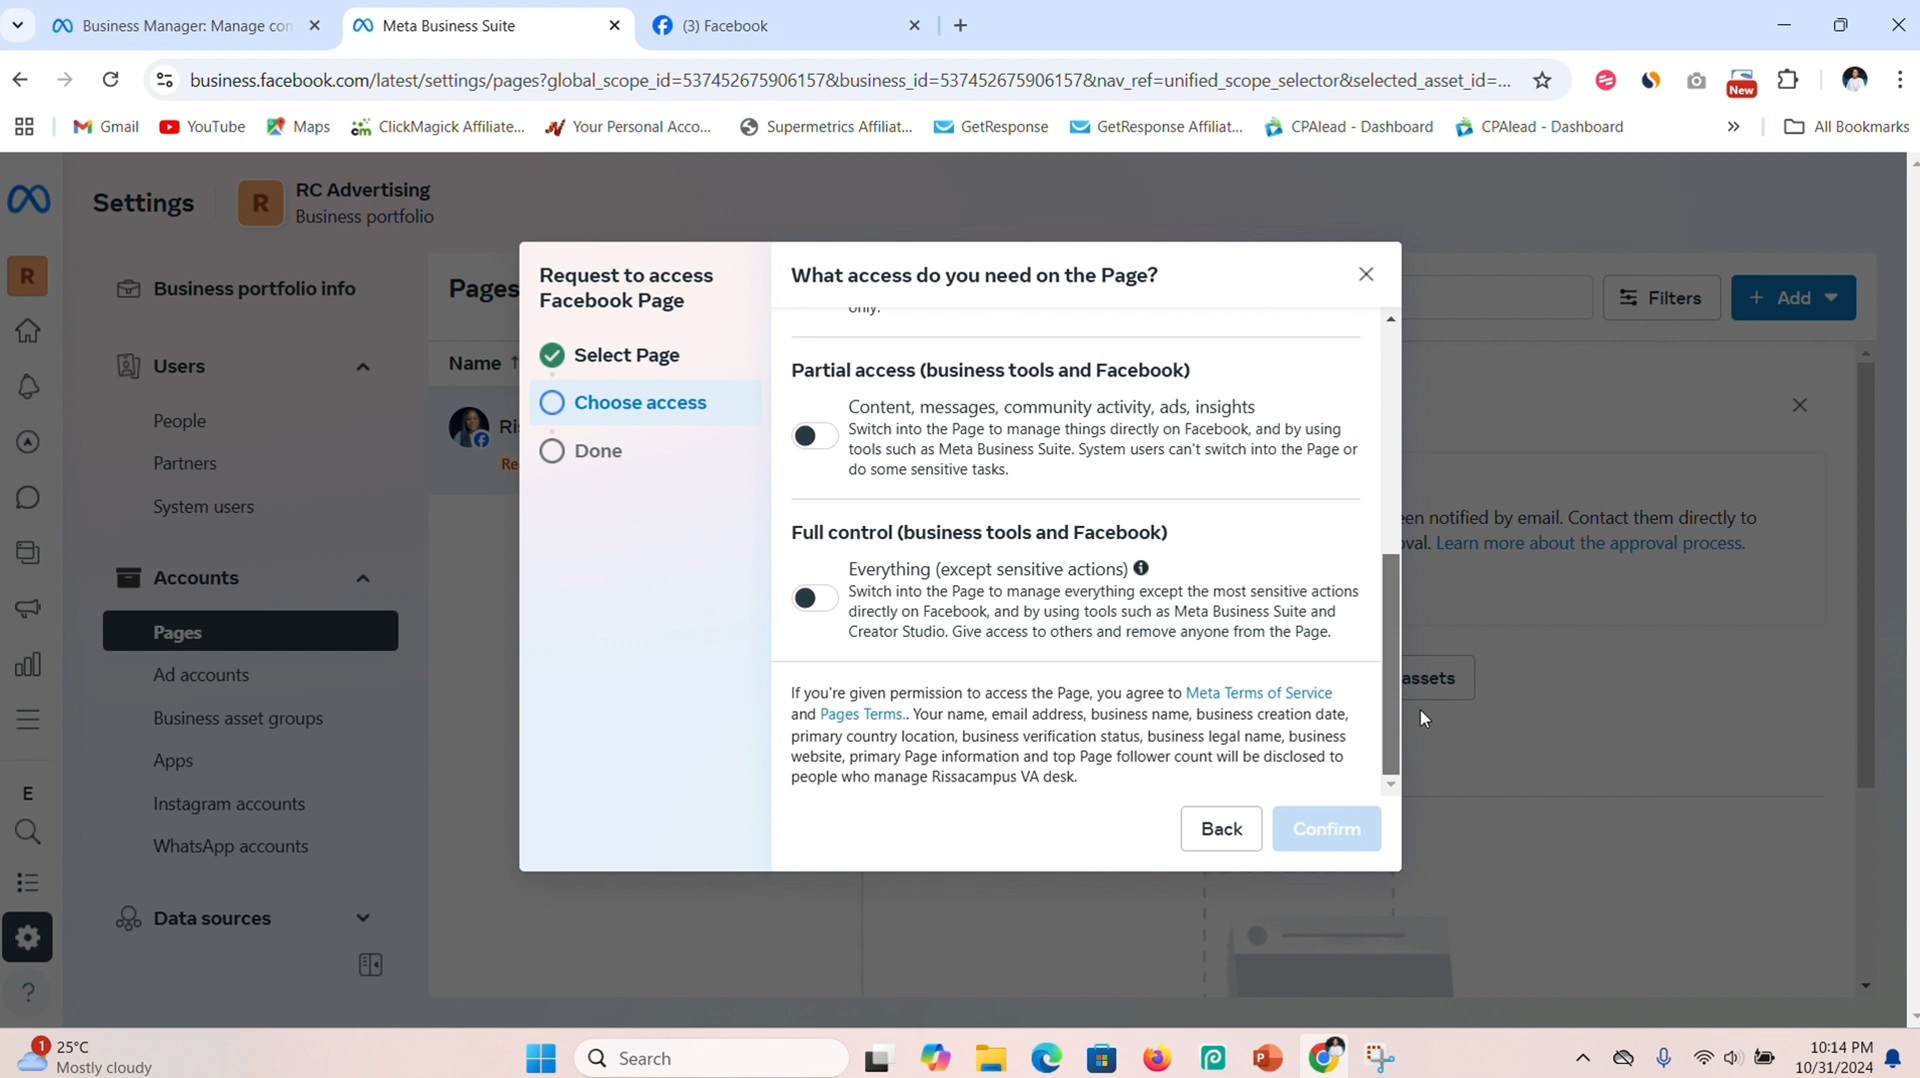 Business Manager: Manage con
Meta Business Suite
(3) Facebook
business.facebook.com/latest/settings/pages?global_scope_id=537452675906157&business_id=537452675906157&nav_ref=unified_scope_selector&selected_asset_id=...
New
Gmail
YouTube
Maps
ClickMagick Affiliate...
Your Personal Acco...
Supermetrics Affiliat...
GetResponse
GetResponse Affiliat...
CPAlead - Dashboard
CPAlead - Dashboard
All Bookmarks
Settings
R
RC Advertising
Business portfolio
R
Business portfolio info
Users
People
Partners
System users
Accounts
Pages
Ad accounts
Business asset groups
Apps
Instagram accounts
WhatsApp accounts
Data sources
E
?
Pages
Filters
+ Add
Name
Ris
Re
Request to access
Facebook Page
Select Page
Choose access
Done
What access do you need on the Page?
only.
Partial access (business tools and Facebook)
Content, messages, community activity, ads, insights
Switch into the Page to manage things directly on Facebook, and by using
tools such as Meta Business Suite. System users can't switch into the Page or
do some sensitive tasks.
Full control (business tools and Facebook)
Everything (except sensitive actions)
Switch into the Page to manage everything except the most sensitive actions
directly on Facebook, and by using tools such as Meta Business Suite and
Creator Studio. Give access to others and remove anyone from the Page.
If you're given permission to access the Page, you agree to Meta Terms of Service
and Pages Terms.. Your name, email address, business name, business creation date,
primary country location, business verification status, business legal name, business
website, primary Page information and top Page follower count will be disclosed to
people who manage Rissacampus VA desk.
Back
Confirm
een notified by email. Contact them directly to
oval. Learn more about the approval process.
assets
1
25°C
Mostly cloudy
Search
10:14 PM
10/31/2024